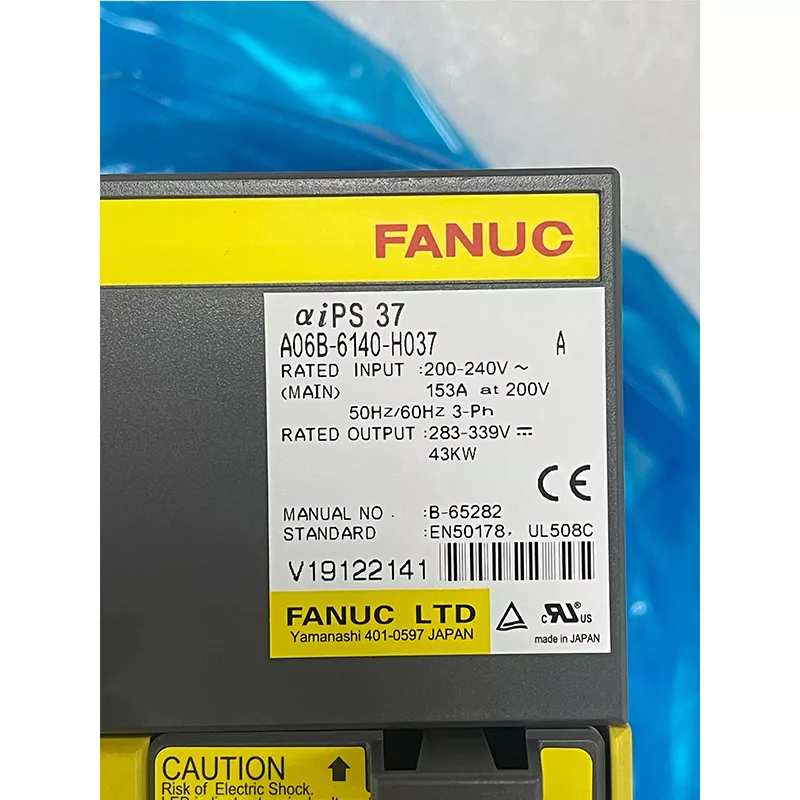 FANUC
αiPS 37
A06B-6140-H037 A
RATED INPUT :200-240V~
(MAIN) 153A at 200V
50Hz/60Hz 3-Ph
RATED OUTPUT :283-339V⎓
43KW
CE
MANUAL NO. :B-65282
STANDARD :EN50178, UL508C
V19122141
FANUC LTD
Yamanashi 401-0597 JAPAN
c RU US
made in JAPAN
CAUTION
Risk of Electric Shock.